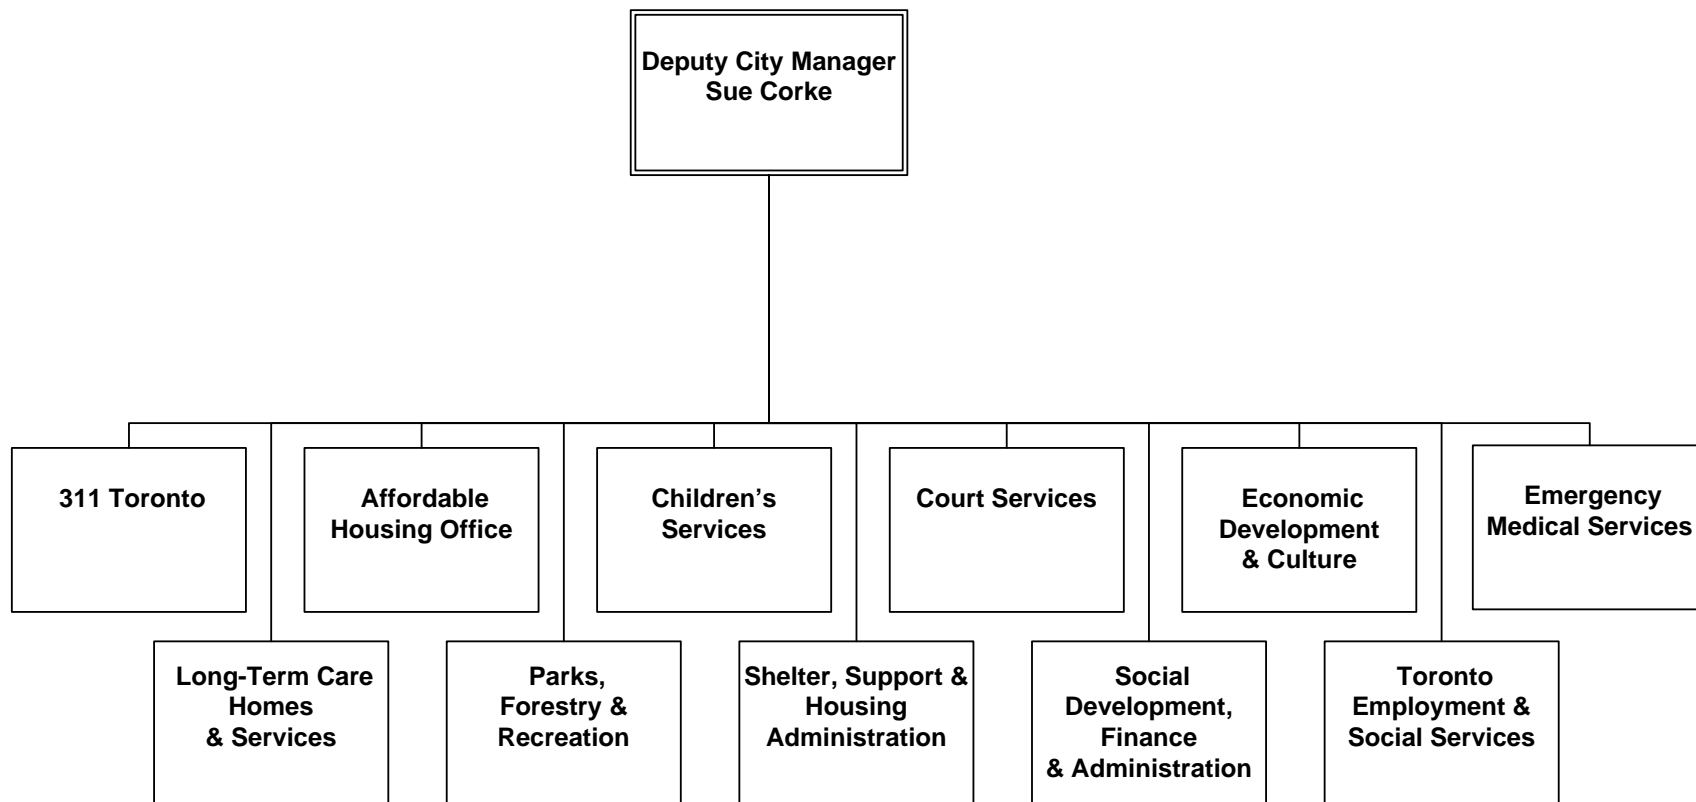 Deputy City Manager
Sue Corke
311 Toronto
Affordable
Housing Office
Children’s
Services
Court Services
Economic
Development
& Culture
Emergency
Medical Services
Long-Term Care
Homes
& Services
Parks,
Forestry &
Recreation
Shelter, Support &
Housing
Administration
Social
Development,
Finance
& Administration
Toronto
Employment &
Social Services